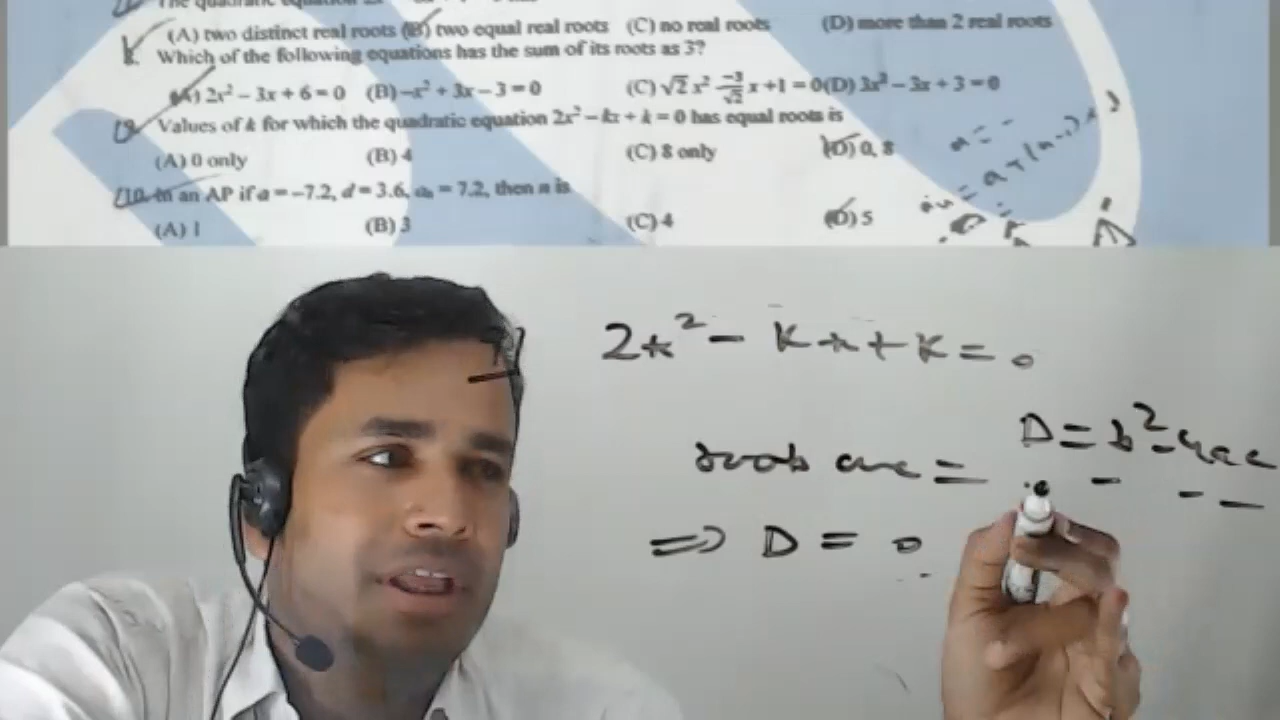 The quadratic equation
(A) two distinct real roots (B) two equal real roots (C) no real roots (D) more than 2 real roots
8. Which of the following equations has the sum of its roots as 3?
(A) 2x² – 3x + 6 = 0 (B) –x² + 3x – 3 = 0 (C) √2 x² –3/√2 x + 1 = 0 (D) 3x² – 3x + 3 = 0
9. Values of k for which the quadratic equation 2x² – kx + k = 0 has equal roots is
(A) 0 only (B) 4 (C) 8 only (D) 0, 8
10. In an AP if a = –7.2, d = 3.6, aₙ = 7.2, then n is
(A) 1 (B) 3 (C) 4 (D) 5
2x² – Kx + K = 0
D = b² – 4ac
roots are =
⇒ D = 0